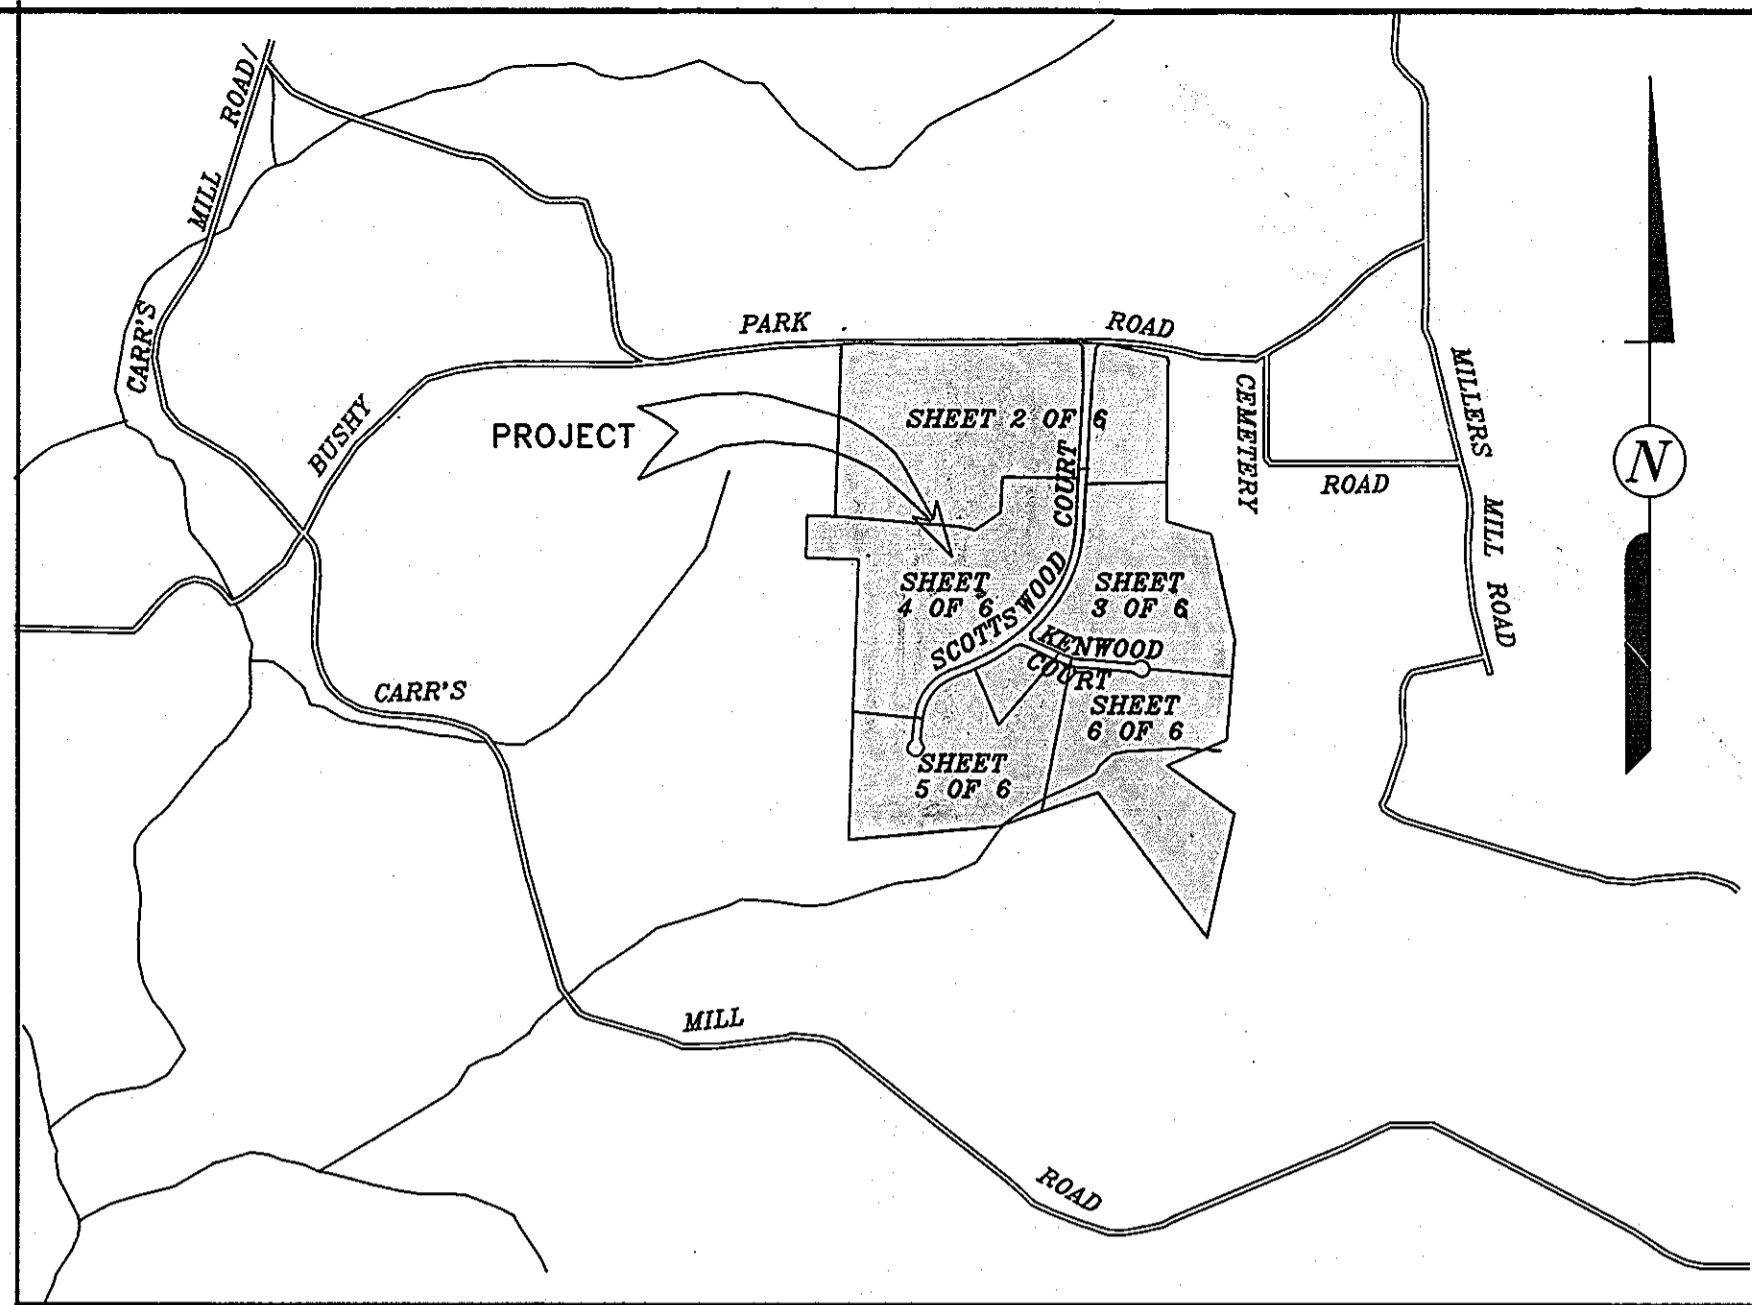 CARR'S MILL ROAD
BUSHY PARK ROAD
PROJECT
SHEET 2 OF 6
SCOTTSWOOD COURT
SHEET
4 OF 6
SHEET
3 OF 6
KENWOOD
COURT
SHEET
6 OF 6
SHEET
5 OF 6
CEMETERY
ROAD
MILLERS MILL ROAD
N
CARR'S MILL ROAD